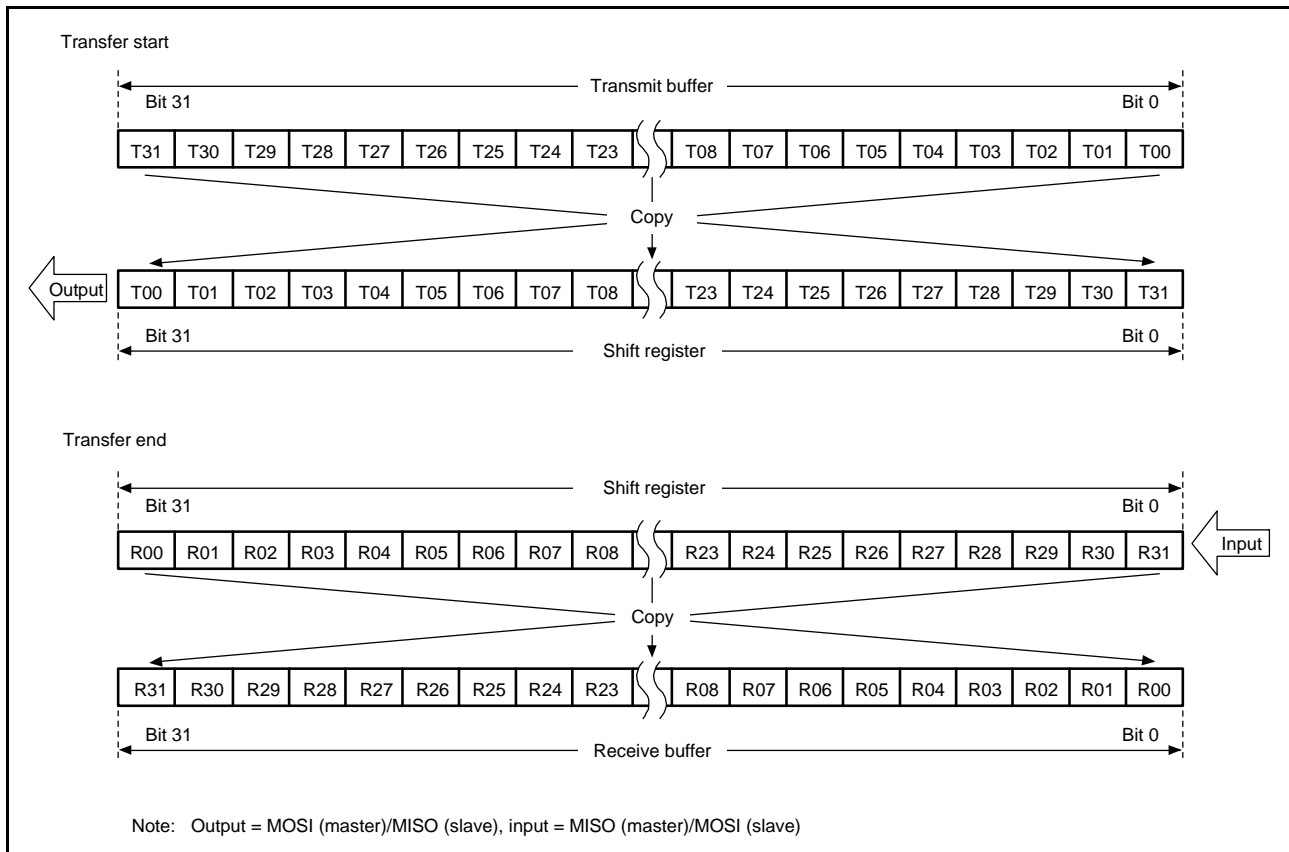 Transfer start
Transmit buffer
Bit 31 Bit 0
T31 T30 T29 T28 T27 T26 T25 T24 T23 T08 T07 T06 T05 T04 T03 T02 T01 T00
Copy
Output T00 T01 T02 T03 T04 T05 T06 T07 T08 T23 T24 T25 T26 T27 T28 T29 T30 T31
Bit 31 Bit 0
Shift register
Transfer end
Shift register
Bit 31 Bit 0
R00 R01 R02 R03 R04 R05 R06 R07 R08 R23 R24 R25 R26 R27 R28 R29 R30 R31 Input
Copy
R31 R30 R29 R28 R27 R26 R25 R24 R23 R08 R07 R06 R05 R04 R03 R02 R01 R00
Bit 31 Bit 0
Receive buffer
Note: Output = MOSI (master)/MISO (slave), input = MISO (master)/MOSI (slave)